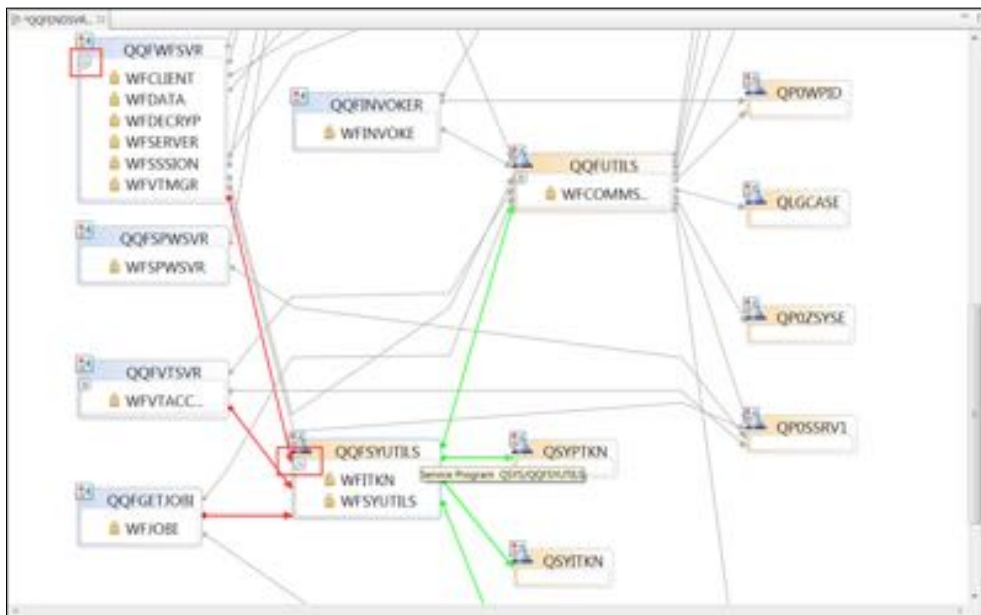 QQFWFSVR
WFCLIENT
WFDATA
WFDECRYP
WFSERVER
WFSSSION
WFVTMGR
QQFINVOKER
WFINVOKE
QP0WPID
QQFUTILS
WFCOMMS...
QLGCASE
QQFSPWSVR
WFSPWSVR
QP0ZSYSE
QQFVTSVR
WFVTACC...
QP0SSRV1
QQFSYUTILS
WFITKN
WFSYUTILS
QSYPTKN
Service Program QSYS/QQFSYUTILS
QQFGETJOBI
WFJOBI
QSYITKN